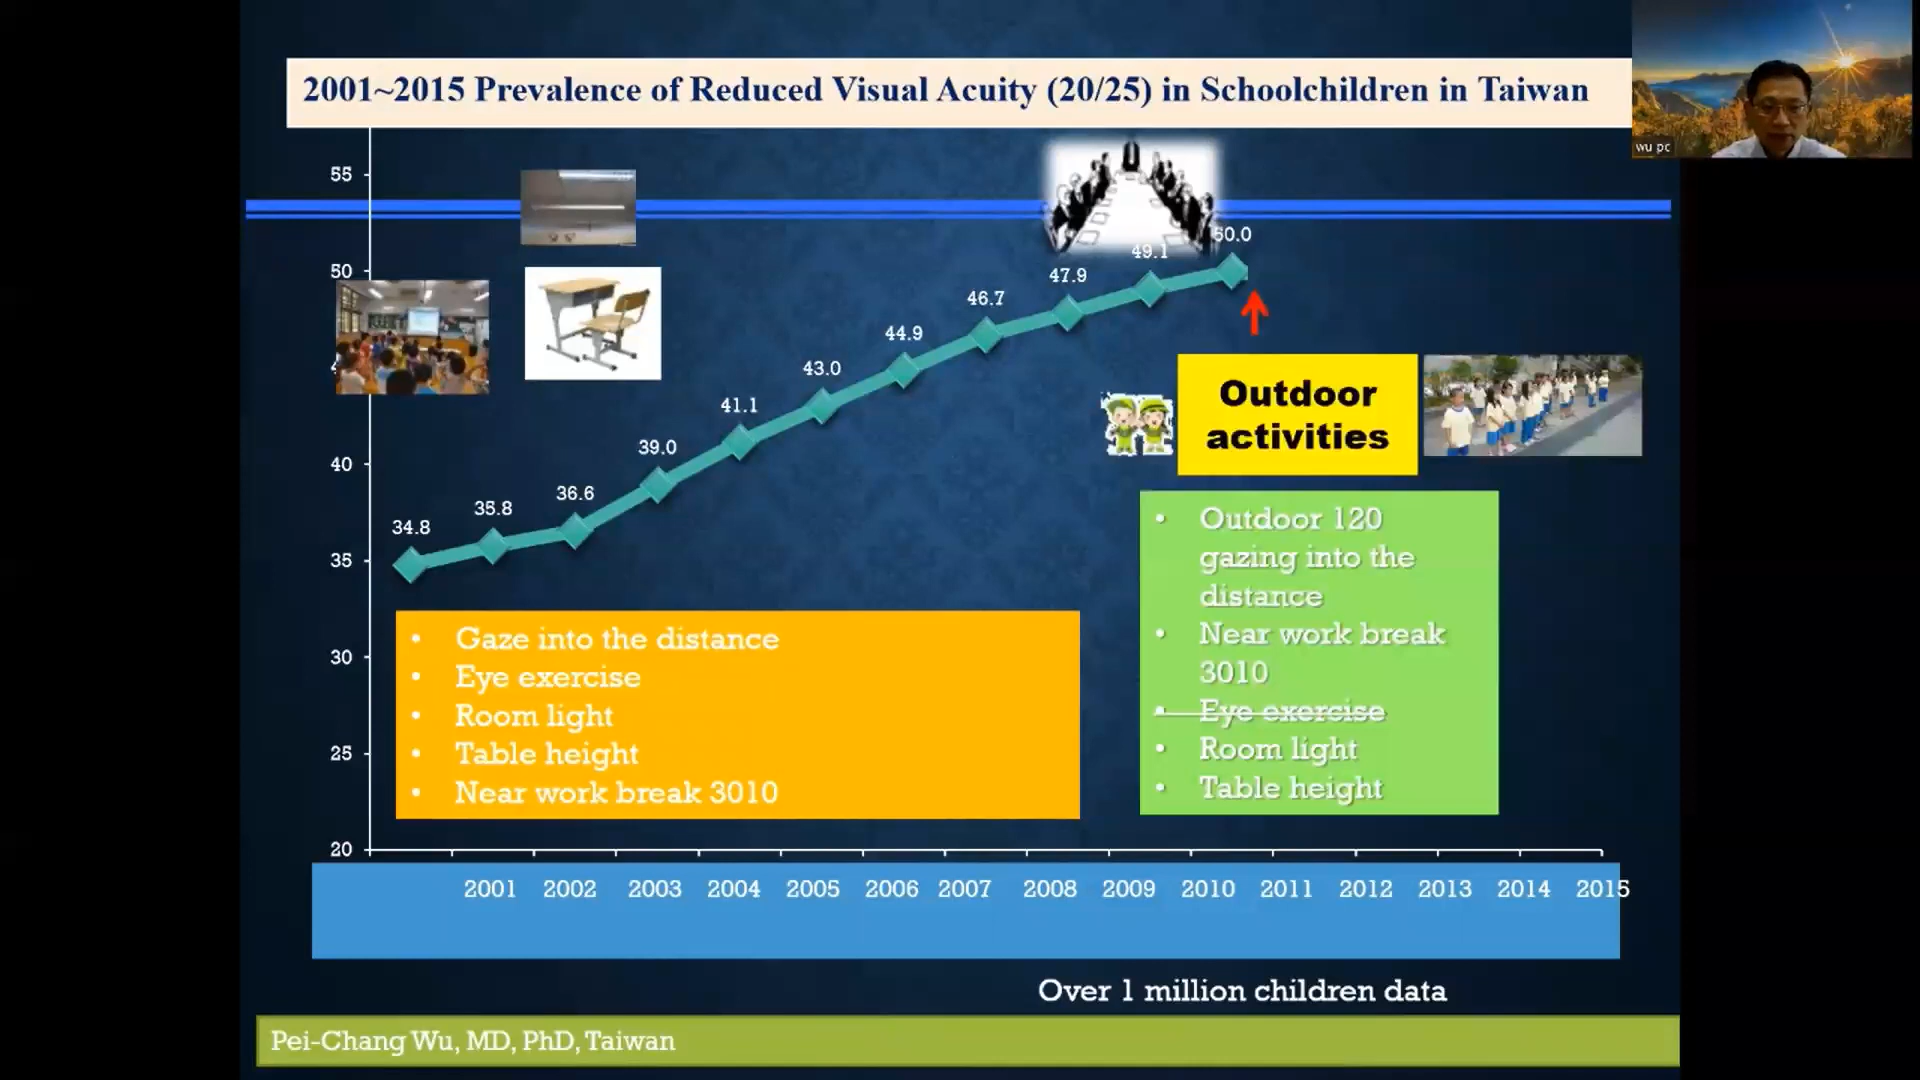 2001~2015 Prevalence of Reduced Visual Acuity (20/25) in Schoolchildren in Taiwan
wu pc
55
50
40
35
30
25
20
34.8
35.8
36.6
39.0
41.1
43.0
44.9
46.7
47.9
49.1
50.0
Outdoor
activities
• Gaze into the distance
• Eye exercise
• Room light
• Table height
• Near work break 3010
• Outdoor 120
gazing into the
distance
• Near work break
3010
• Eye exercise
• Room light
• Table height
2001 2002 2003 2004 2005 2006 2007 2008 2009 2010 2011 2012 2013 2014 2015
Over 1 million children data
Pei-Chang Wu, MD, PhD, Taiwan